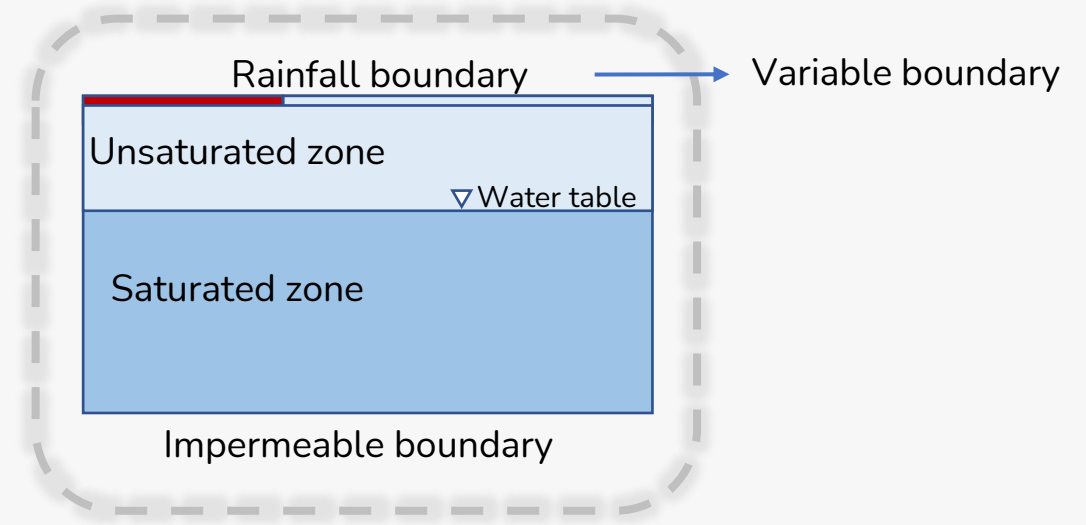 Rainfall boundary
Variable boundary
Unsaturated zone
Water table
Saturated zone
Impermeable boundary